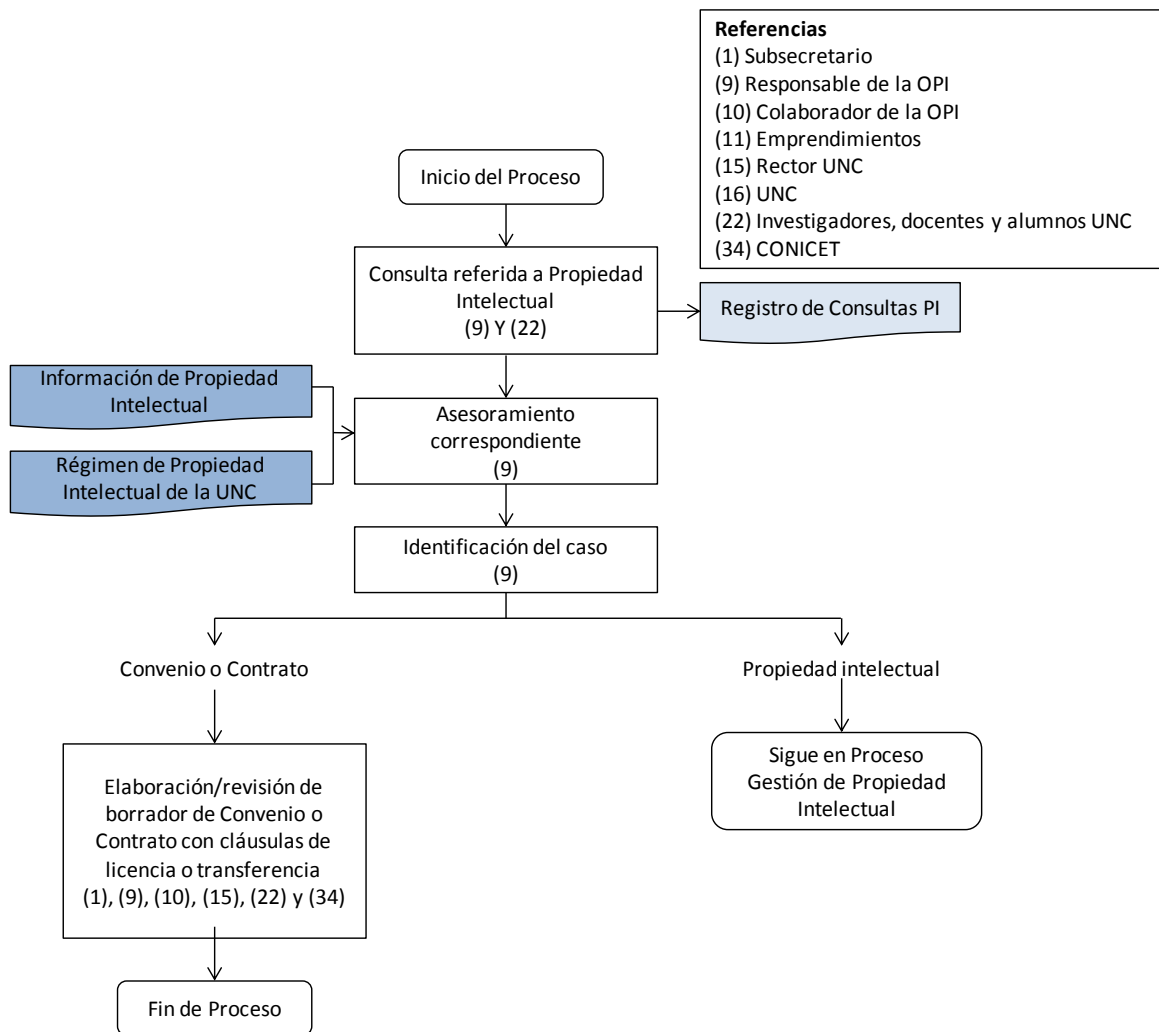 Referencias
(1) Subsecretario
(9) Responsable de la OPI
(10) Colaborador de la OPI
(11) Emprendimientos
(15) Rector UNC
(16) UNC
(22) Investigadores, docentes y alumnos UNC
(34) CONICET
Inicio del Proceso
Consulta referida a Propiedad
Intelectual
(9) Y (22)
Registro de Consultas PI
Información de Propiedad
Intelectual
Régimen de Propiedad
Intelectual de la UNC
Asesoramiento
correspondiente
(9)
Identificación del caso
(9)
Convenio o Contrato
Propiedad intelectual
Elaboración/revisión de
borrador de Convenio o
Contrato con cláusulas de
licencia o transferencia
(1), (9), (10), (15), (22) y (34)
Sigue en Proceso
Gestión de Propiedad
Intelectual
Fin de Proceso